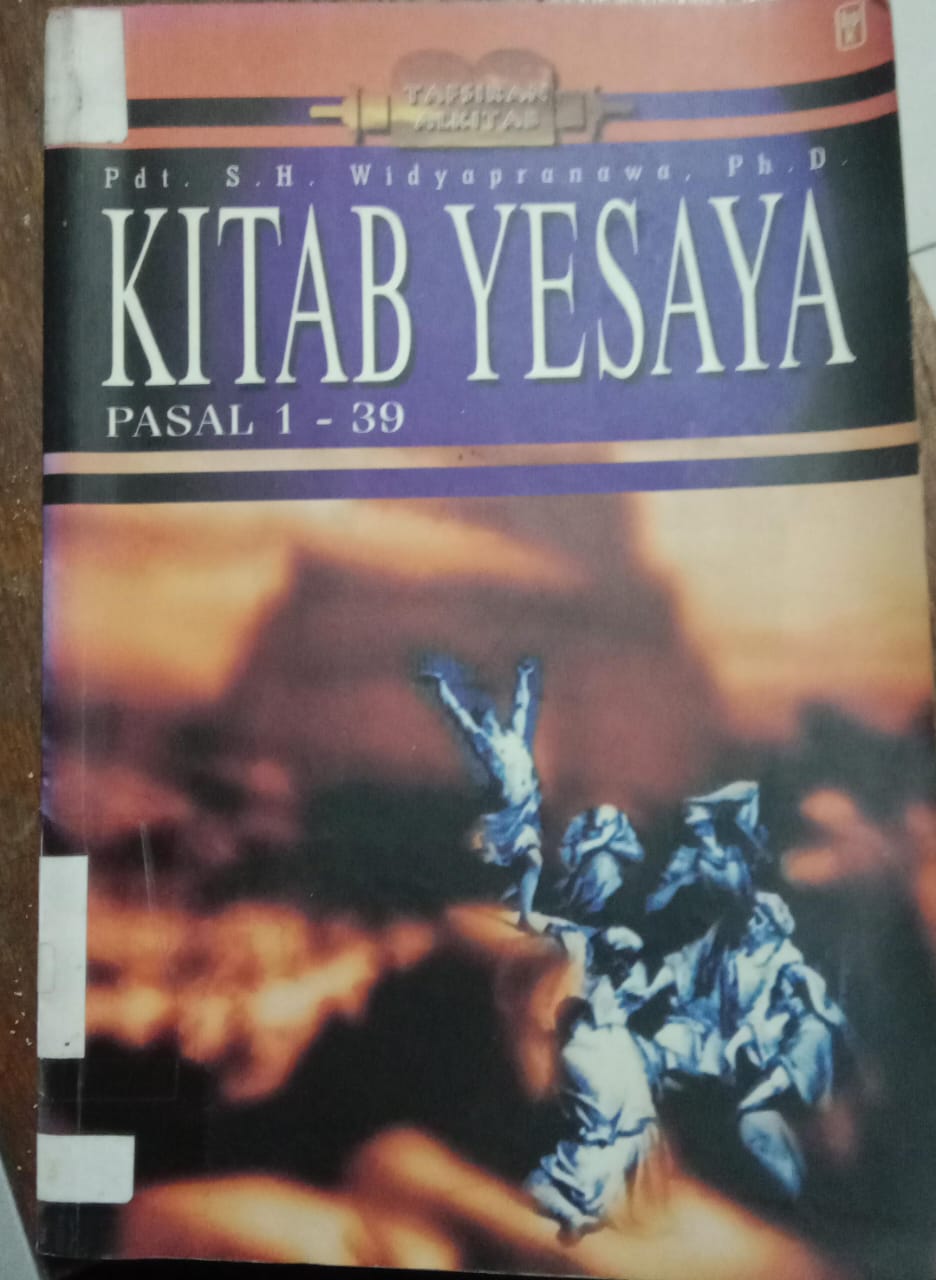 TAFSIRAN
ALKITAB
Pdt. S.H. Widyapranawa, Ph.D.
KITAB YESAYA
PASAL 1 - 39